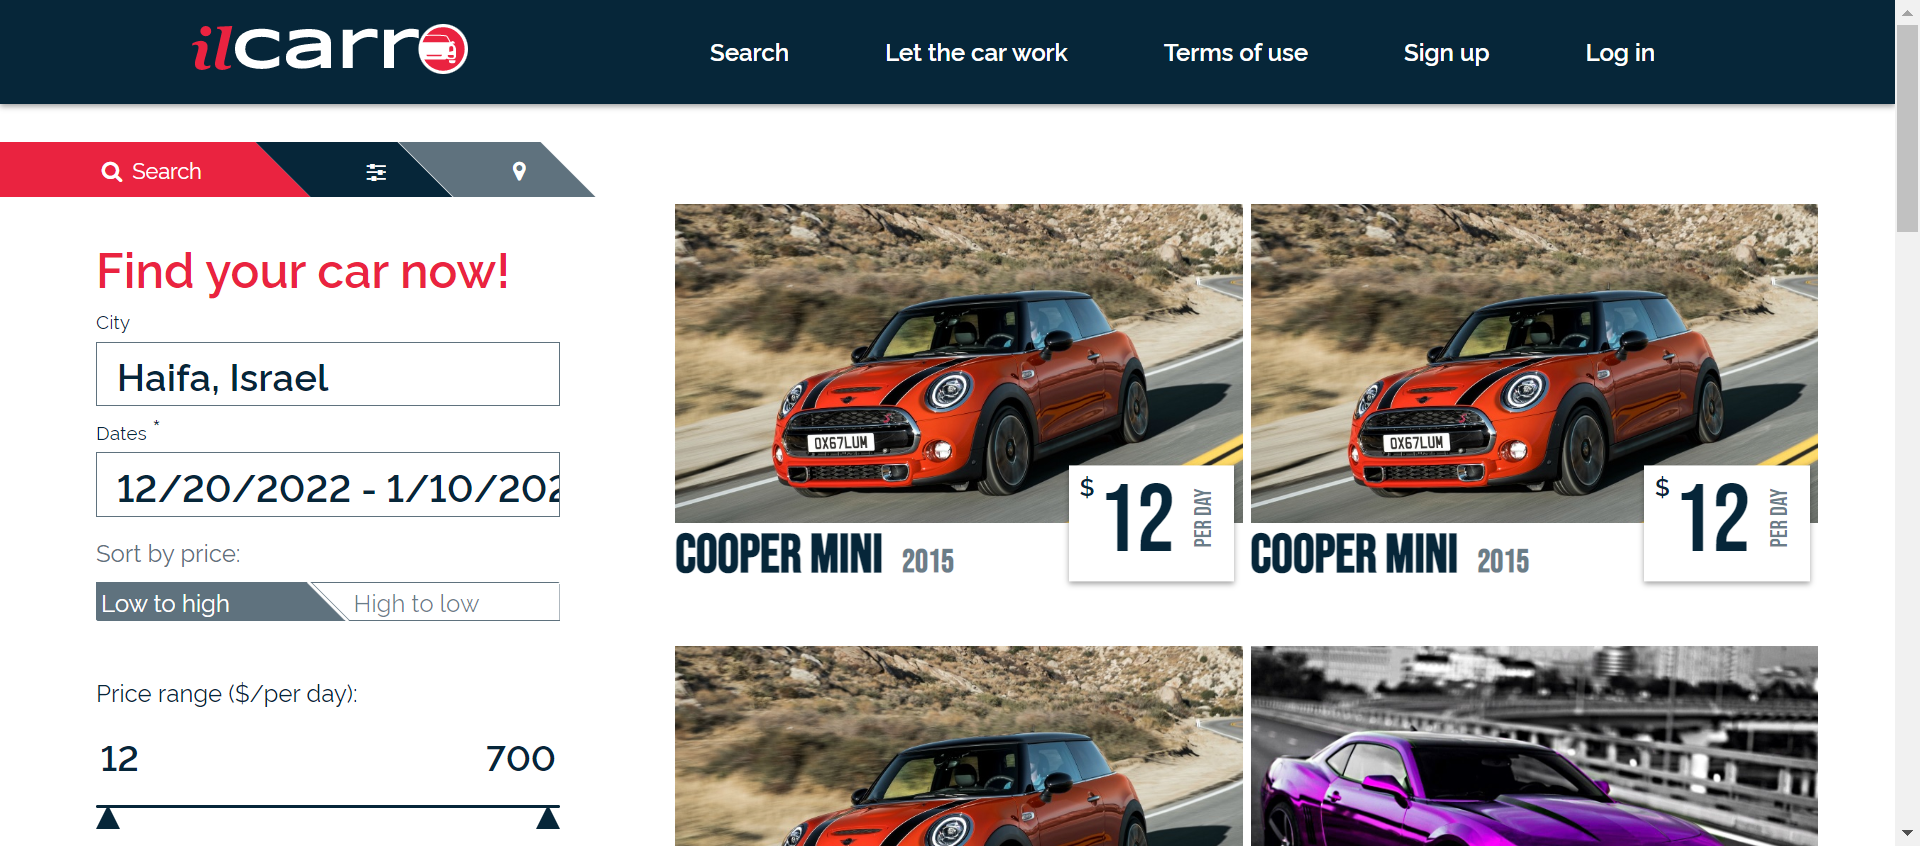 ilcarro
Search
Let the car work
Terms of use
Sign up
Log in
Search
Find your car now!
City
Haifa, Israel
Dates *
12/20/2022 - 1/10/202
Sort by price:
Low to high
High to low
Price range ($/per day):
12
700
OX67LUM
$ 12 PER DAY
COOPER MINI 2015
OX67LUM
$ 12 PER DAY
COOPER MINI 2015